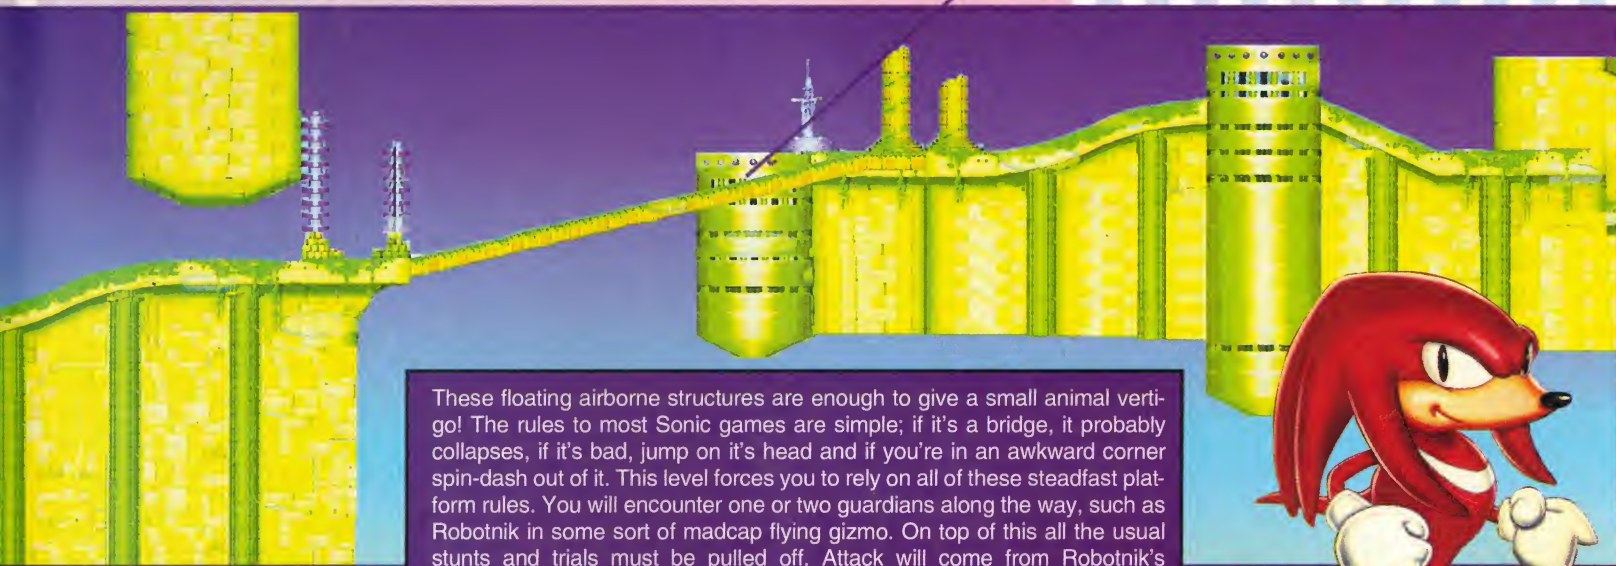 These floating airborne structures are enough to give a small animal verti-
go! The rules to most Sonic games are simple; if it's a bridge, it probably
collapses, if it's bad, jump on it's head and if you're in an awkward corner
spin-dash out of it. This level forces you to rely on all of these steadfast plat-
form rules. You will encounter one or two guardians along the way, such as
Robotnik in some sort of madcap flying gizmo. On top of this all the usual
stunts and trials must be pulled off. Attack will come from Robotnik's